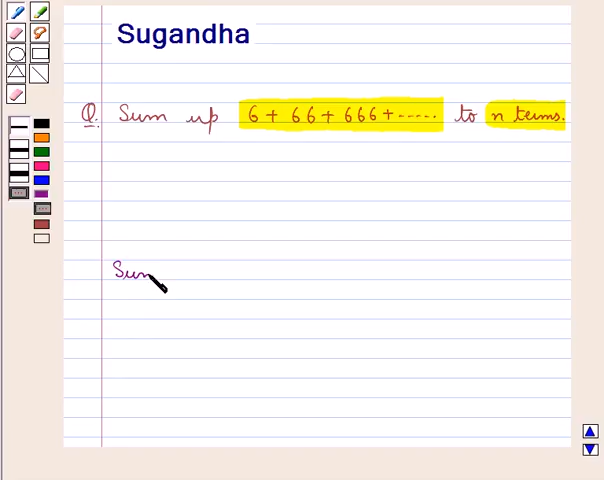 Sugandha
Q. Sum up 6 + 66 + 666 + ..... to n terms.
Sum